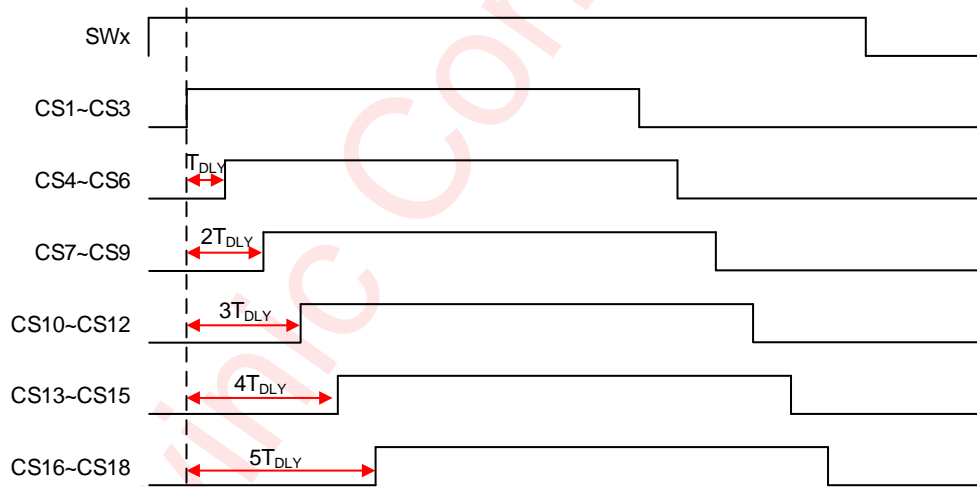 SWx
CS1~CS3
TDLY
CS4~CS6
2TDLY
CS7~CS9
3TDLY
CS10~CS12
4TDLY
CS13~CS15
5TDLY
CS16~CS18